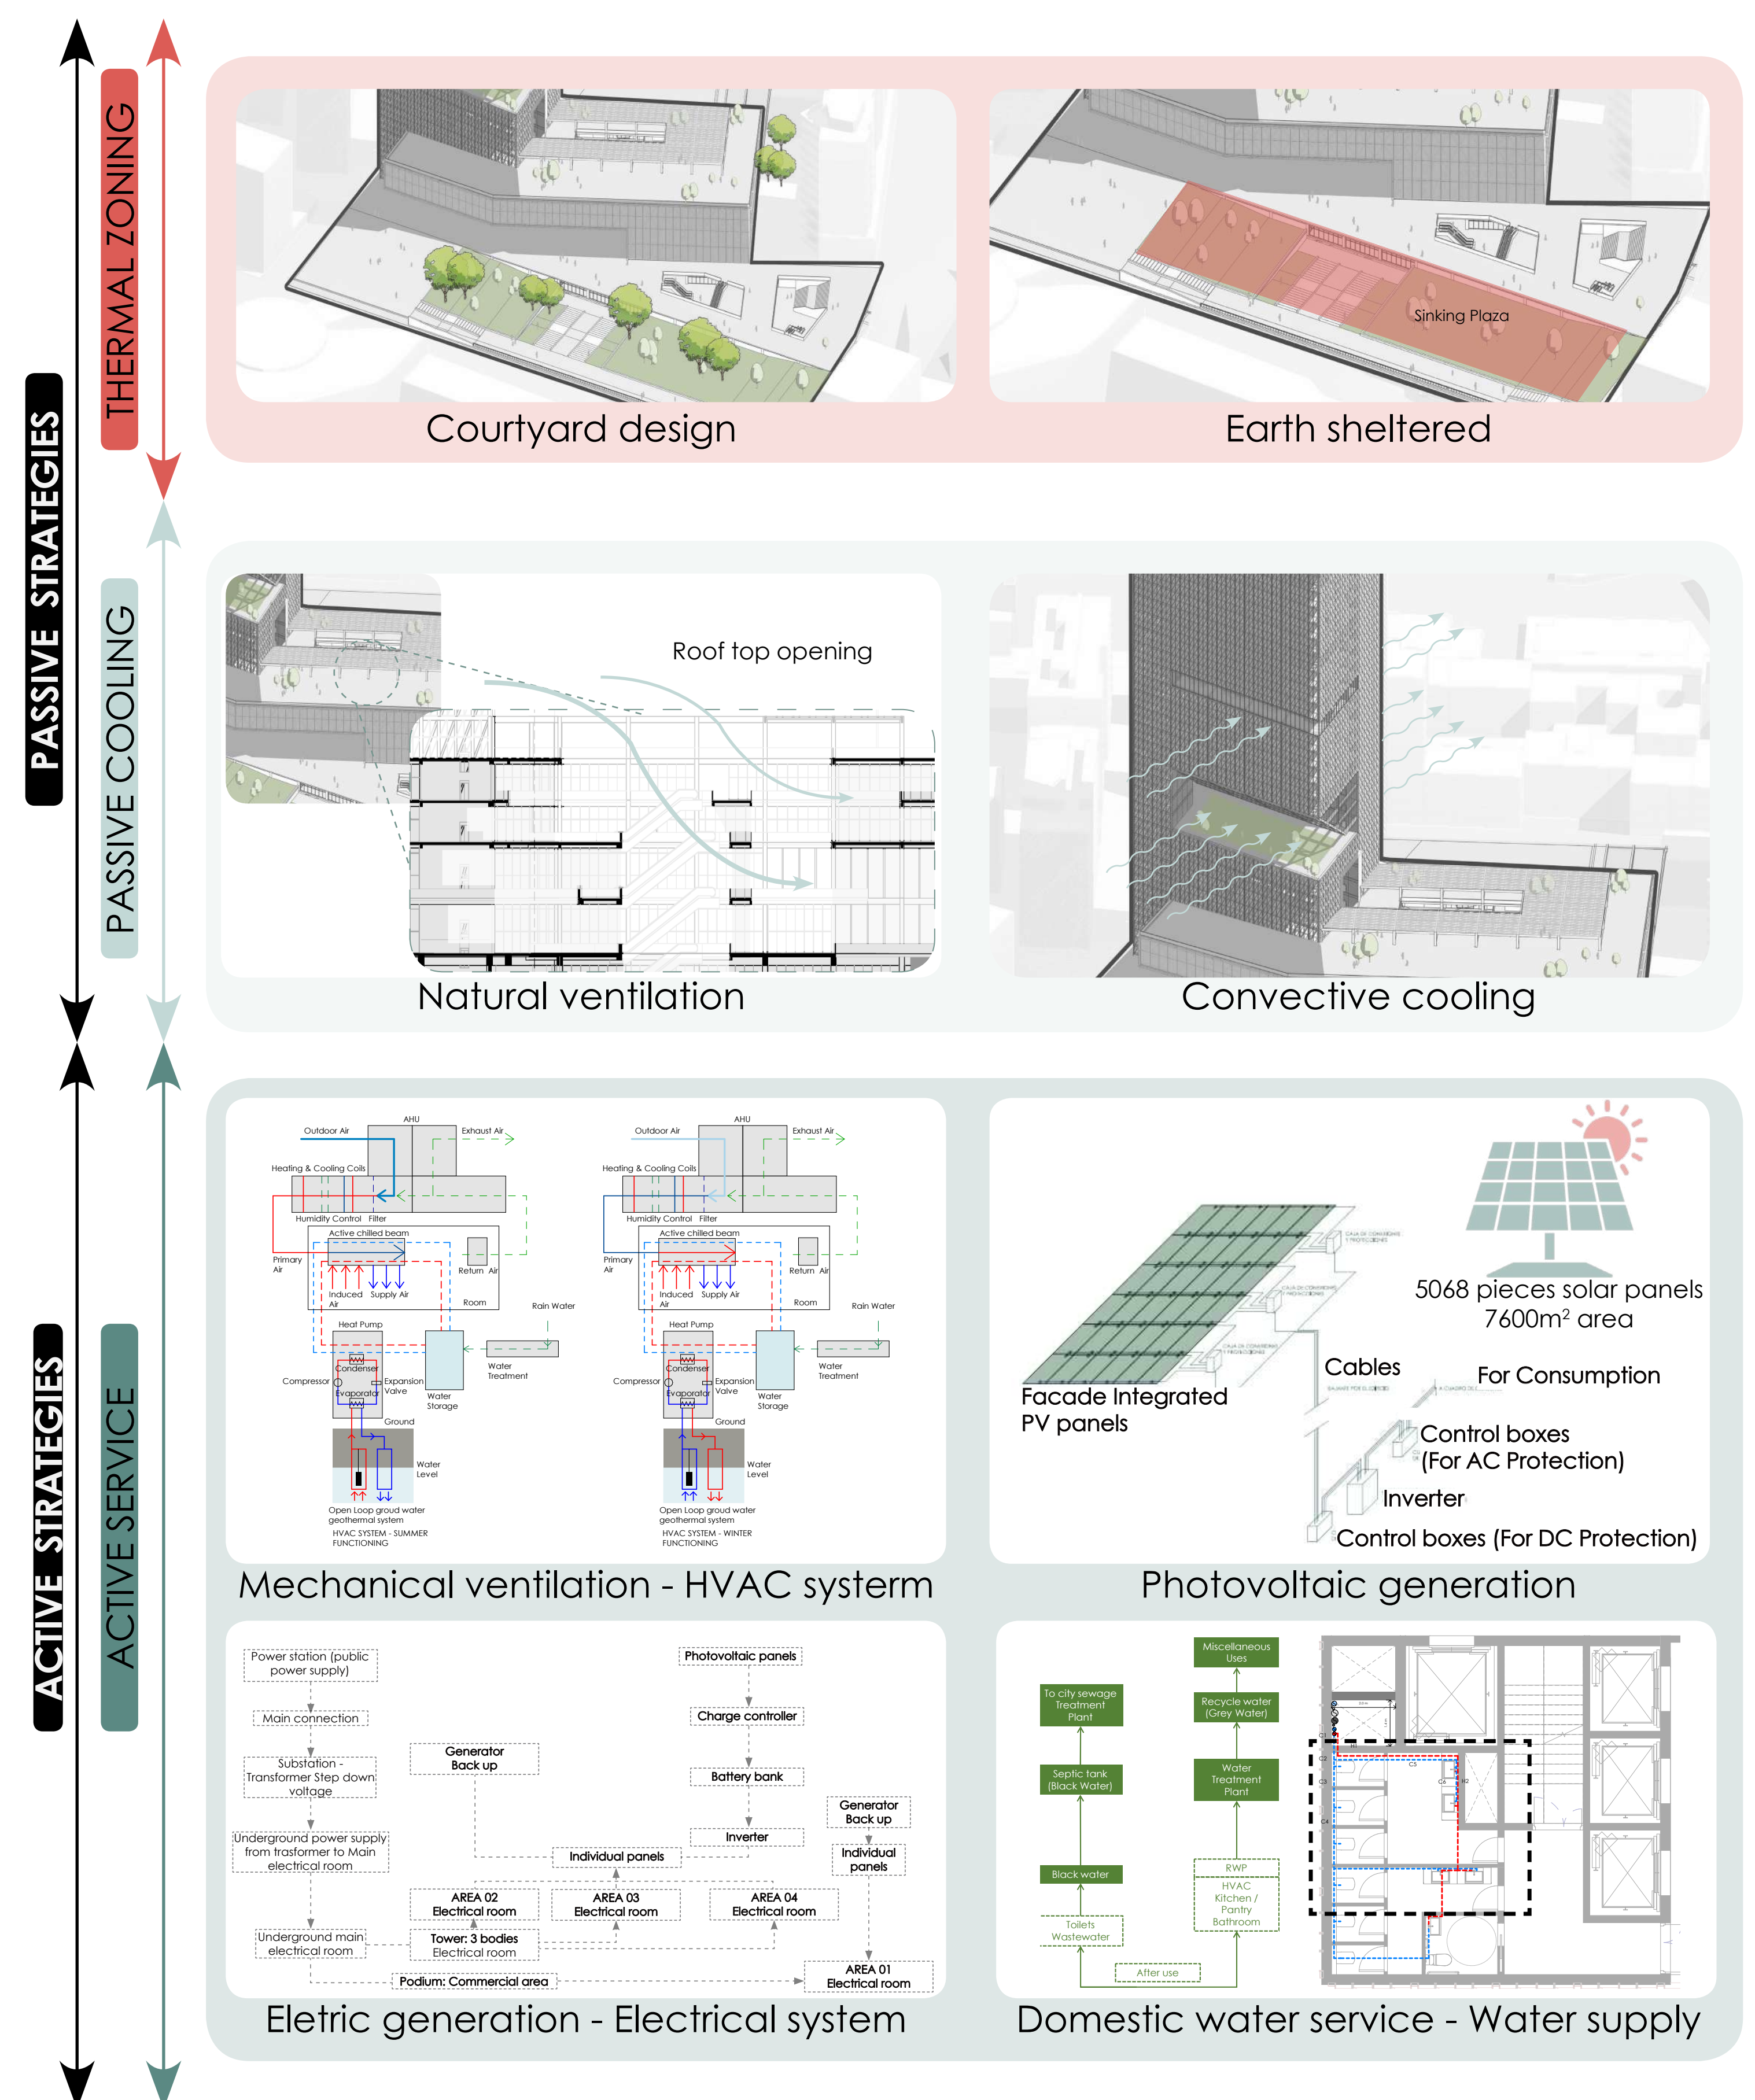 PASSIVE STRATEGIES
THERMAL ZONING
Courtyard design
Sinking Plaza
Earth sheltered
PASSIVE COOLING
Roof top opening
Natural ventilation
Convective cooling
ACTIVE STRATEGIES
ACTIVE SERVICE
AHU
Outdoor Air
Exhaust Air
Heating & Cooling Coils
Humidity Control
Filter
Active chilled beam
Primary
Air
Return Air
Induced
Air
Supply Air
Room
Rain Water
Heat Pump
Condenser
Compressor
Expansion
Valve
Evaporator
Water
Treatment
Water
Storage
Ground
Water
Level
Open Loop groud water
geothermal system
HVAC SYSTEM - SUMMER
FUNCTIONING
AHU
Outdoor Air
Exhaust Air
Heating & Cooling Coils
Humidity Control
Filter
Active chilled beam
Primary
Air
Return Air
Induced
Air
Supply Air
Room
Rain Water
Heat Pump
Condenser
Compressor
Expansion
Valve
Evaporator
Water
Treatment
Water
Storage
Ground
Water
Level
Open Loop groud water
geothermal system
HVAC SYSTEM - WINTER
FUNCTIONING
Mechanical ventilation - HVAC systerm
5068 pieces solar panels
7600m² area
Facade Integrated
PV panels
Cables
For Consumption
Control boxes
(For AC Protection)
Inverter
Control boxes (For DC Protection)
Photovoltaic generation
Power station (public
power supply)
Main connection
Substation -
Transformer Step down
voltage
Underground power supply
from trasformer to Main
electrical room
Underground main
electrical room
Generator
Back up
Photovoltaic panels
Charge controller
Battery bank
Inverter
Individual panels
Generator
Back up
Individual
panels
AREA 02
Electrical room
AREA 03
Electrical room
AREA 04
Electrical room
Tower: 3 bodies
Electrical room
Podium: Commercial area
AREA 01
Electrical room
Eletric generation - Electrical system
Miscellaneous
Uses
To city sewage
Treatment
Plant
Recycle water
(Grey Water)
Septic tank
(Black Water)
Water
Treatment
Plant
Black water
RWP
HVAC
Kitchen /
Pantry
Bathroom
Toilets
Wastewater
After use
C2
C3
C4
C5
C6
H1
H2
Domestic water service - Water supply